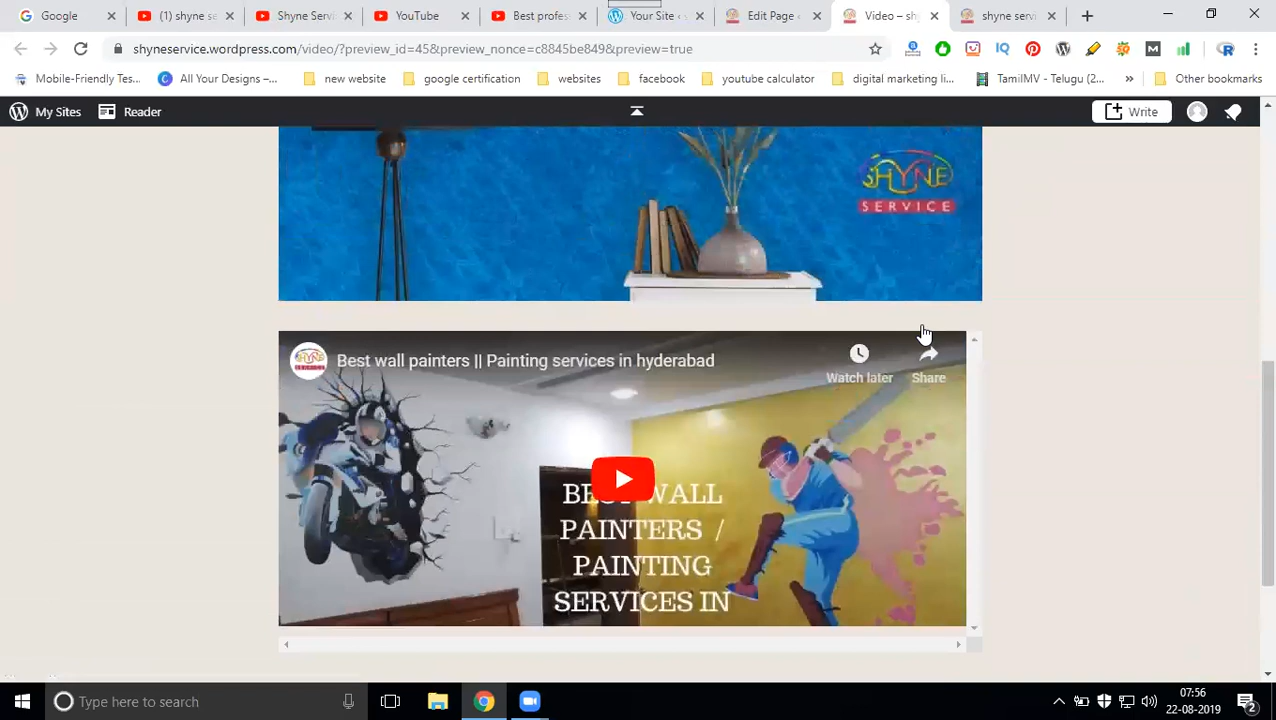 Google
(1) shyne se
Shyne Servi
YouTube
Best profes
Your Site ‹
Edit Page ‹
Video – shy
shyne servi
shyneservice.wordpress.com/video/?preview_id=45&preview_nonce=c8845be849&preview=true
Mobile-Friendly Tes...
All Your Designs –...
new website
google certification
websites
facebook
youtube calculator
digital marketing li...
TamilMV - Telugu (2...
»
Other bookmarks
My Sites
Reader
Write
SHYNE
SERVICE
Best wall painters || Painting services in hyderabad
Watch later
Share
BEST WALL
PAINTERS /
PAINTING
SERVICES IN
Type here to search
07:56
22-08-2019
2